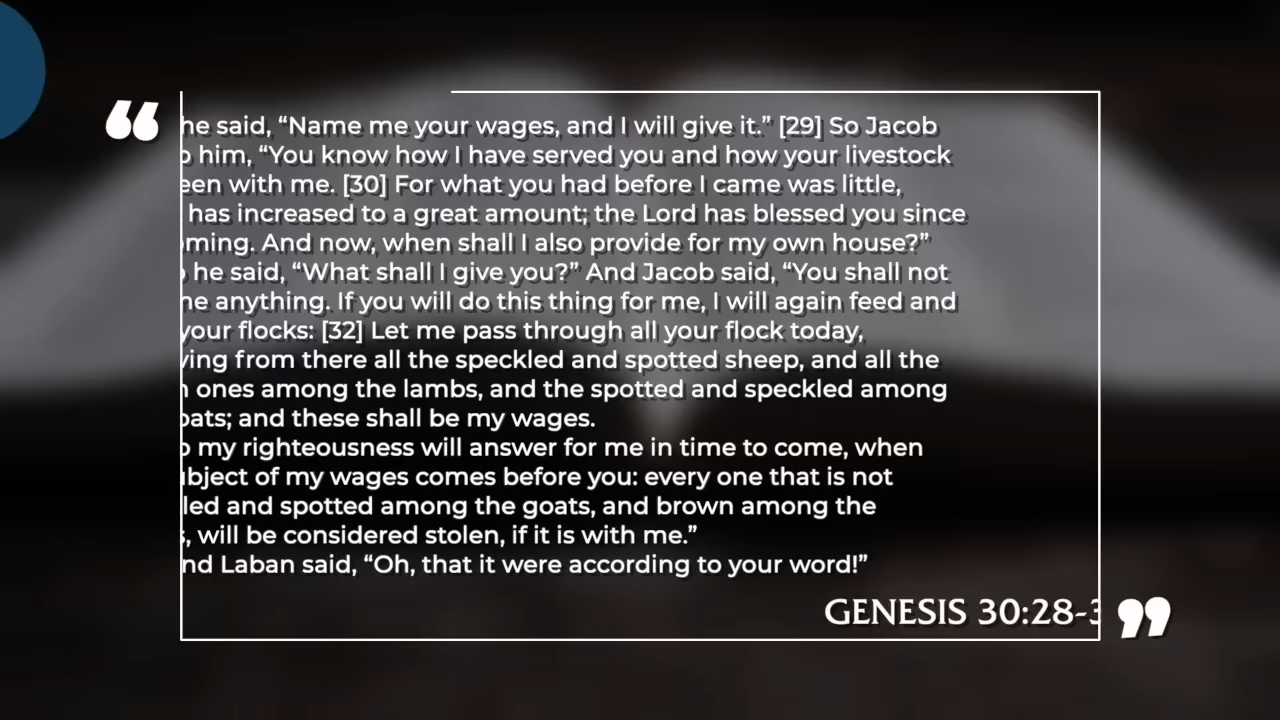 he said, “Name me your wages, and I will give it.” [29] So Jacob
him, “You know how I have served you and how your livestock
een with me. [30] For what you had before I came was little,
has increased to a great amount; the Lord has blessed you since
oming. And now, when shall I also provide for my own house?”
he said, “What shall I give you?” And Jacob said, “You shall not
me anything. If you will do this thing for me, I will again feed and
your flocks: [32] Let me pass through all your flock today,
ving from there all the speckled and spotted sheep, and all the
ones among the lambs, and the spotted and speckled among
oats; and these shall be my wages.
my righteousness will answer for me in time to come, when
ubject of my wages comes before you: every one that is not
led and spotted among the goats, and brown among the
s, will be considered stolen, if it is with me.”
nd Laban said, “Oh, that it were according to your word!”
GENESIS 30:28-3